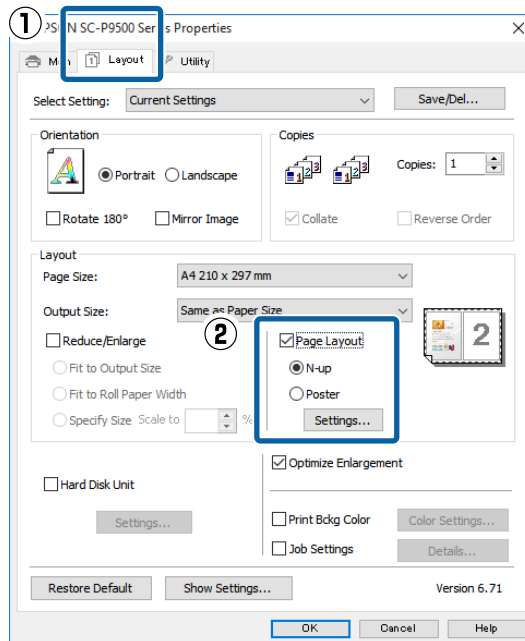 1
N SC-P9500 Series Properties
Layout Utility
Select Setting: Current Settings Save/Del...
Orientation Copies
Portrait Landscape Copies: 1
Rotate 180° Mirror Image Collate Reverse Order
Layout
Page Size: A4 210 x 297 mm
Output Size: Same as Paper Size
2
Reduce/Enlarge Page Layout
Fit to Output Size N-up
Fit to Roll Paper Width Poster
Specify Size Scale to % Settings...
2
Optimize Enlargement
Hard Disk Unit
Settings... Print Bckg Color Color Settings...
Job Settings Details...
Restore Default Show Settings... Version 6.71
OK Cancel Help